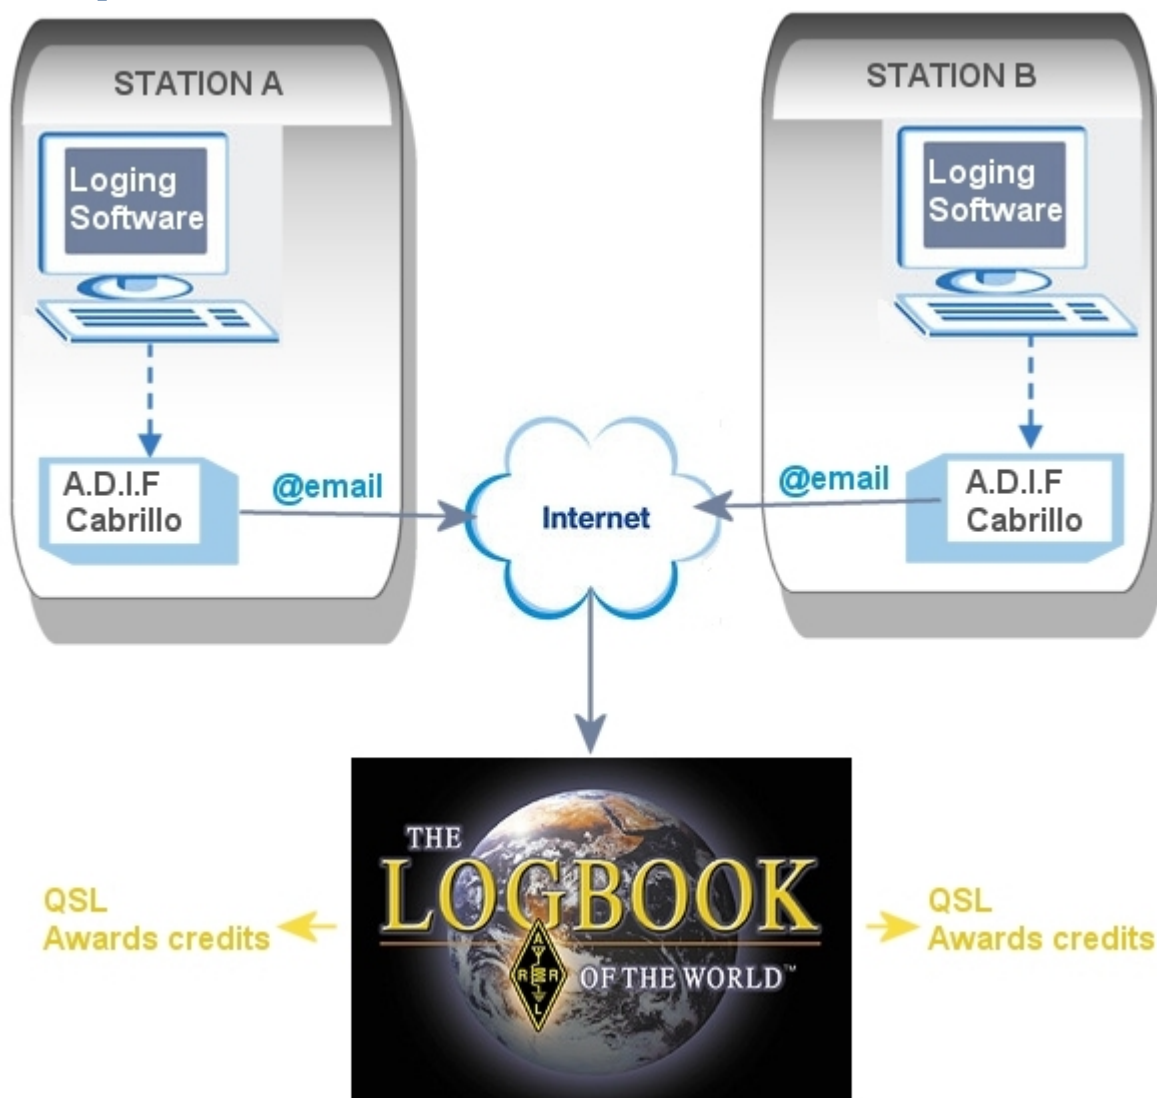 STATION A
Loging
Software
A.D.I.F
Cabrillo
@email
STATION B
Loging
Software
A.D.I.F
Cabrillo
@email
Internet
THE
LOGBOOK
OF THE WORLD™
A
R R
L
QSL
Awards credits
QSL
Awards credits